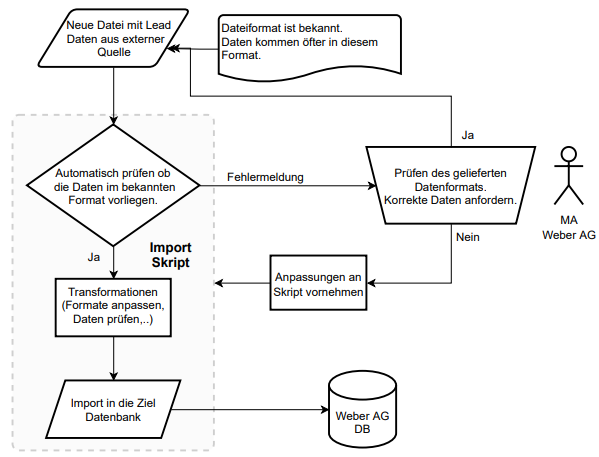 Neue Datei mit Lead
Daten aus externer
Quelle
Dateiformat ist bekannt.
Daten kommen öfter in diesem
Format.
Ja
Automatisch prüfen ob
die Daten im bekannten
Format vorliegen.
Fehlermeldung
Prüfen des gelieferten
Datenformats.
Korrekte Daten anfordern.
MA
Weber AG
Nein
Ja
Import
Skript
Anpassungen an
Skript vornehmen
Transformationen
(Formate anpassen,
Daten prüfen,..)
Import in die Ziel
Datenbank
Weber AG
DB